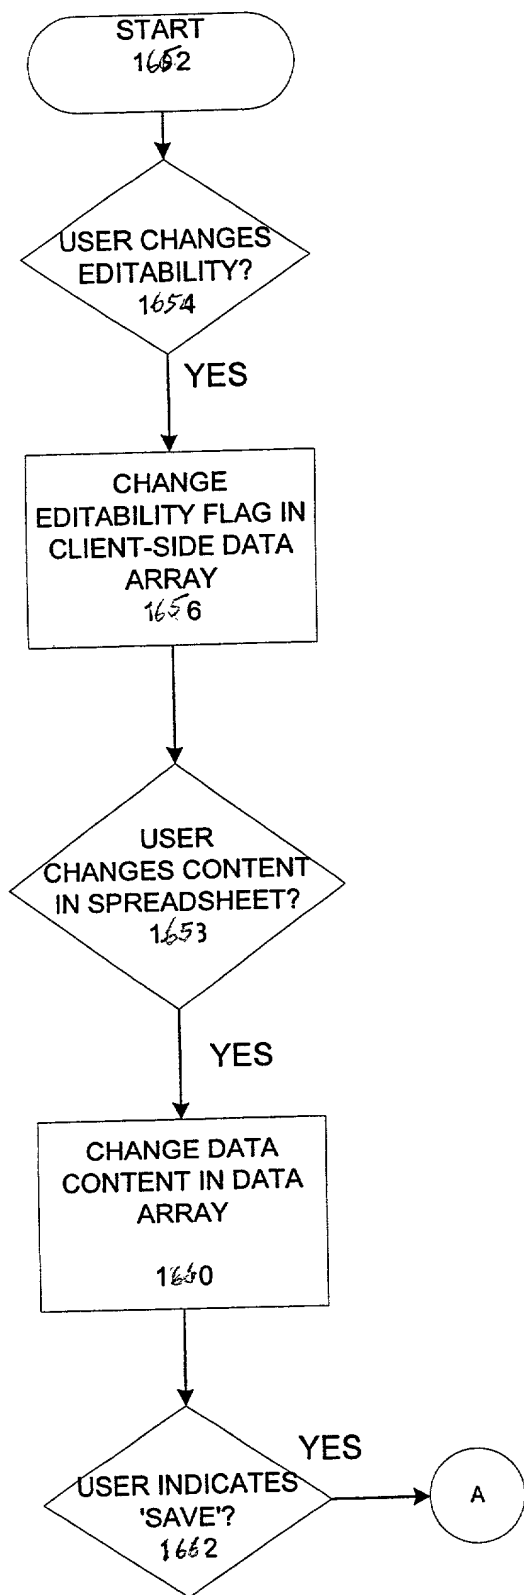 START
1652
USER CHANGES
EDITABILITY?
1654
YES
CHANGE
EDITABILITY FLAG IN
CLIENT-SIDE DATA
ARRAY
1656
USER
CHANGES CONTENT
IN SPREADSHEET?
1653
YES
CHANGE DATA
CONTENT IN DATA
ARRAY
1660
YES
USER INDICATES
'SAVE'?
1662
A